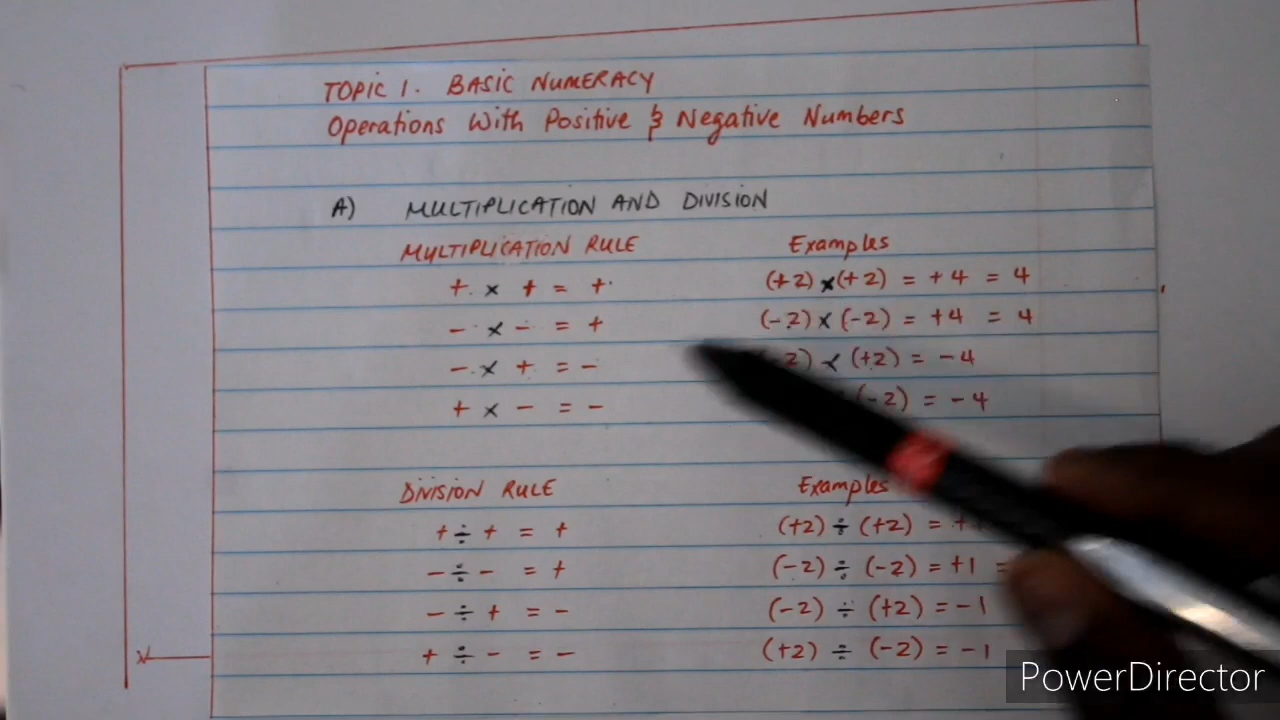 TOPIC 1. BASIC NUMERACY
Operations With Positive & Negative Numbers
A) MULTIPLICATION AND DIVISION
MULTIPLICATION RULE Examples
+ × + = + (+2) × (+2) = +4 = 4
- × - = + (-2) × (-2) = +4 = 4
- × + = - 2) × (+2) = -4
+ × - = - (-2) = -4
DIVISION RULE Examples
+ ÷ + = + (+2) ÷ (+2) = +
- ÷ - = + (-2) ÷ (-2) = +1 =
- ÷ + = - (-2) ÷ (+2) = -1
+ ÷ - = - (+2) ÷ (-2) = -1
PowerDirector